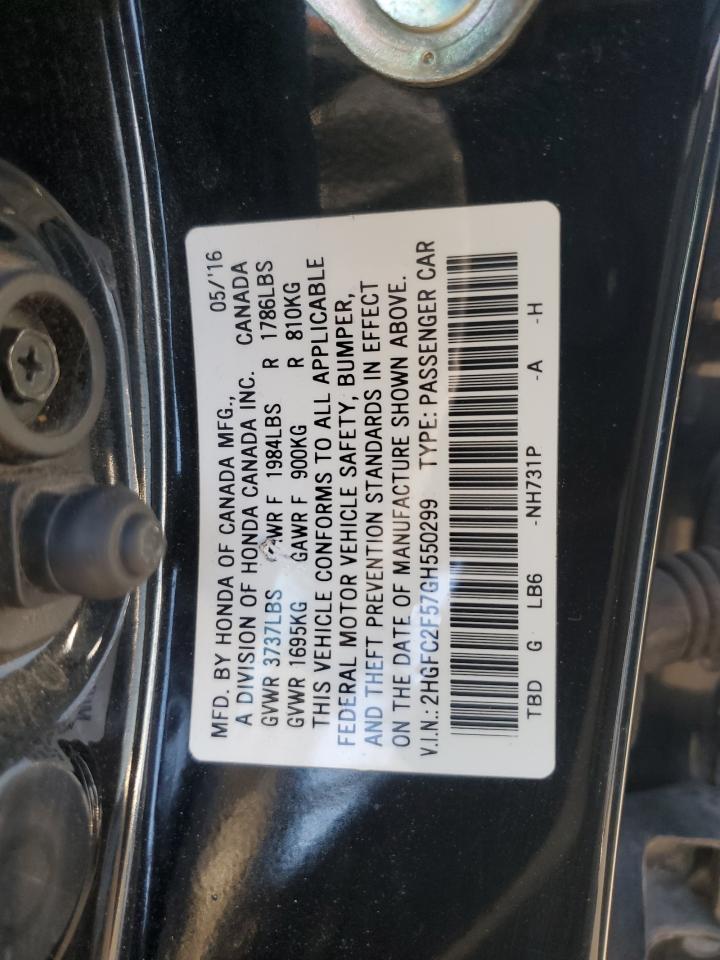 MFD. BY HONDA OF CANADA MFG., 05/'16
A DIVISION OF HONDA CANADA INC. CANADA
GVWR 3737LBS GAWR F 1984LBS R 1786LBS
GVWR 1695KG GAWR F 900KG R 810KG
THIS VEHICLE CONFORMS TO ALL APPLICABLE
FEDERAL MOTOR VEHICLE SAFETY, BUMPER,
AND THEFT PREVENTION STANDARDS IN EFFECT
ON THE DATE OF MANUFACTURE SHOWN ABOVE.
V.I.N.: 2HGFC2F57GH550299 TYPE: PASSENGER CAR
TBD G LB6 -NH731P -A -H